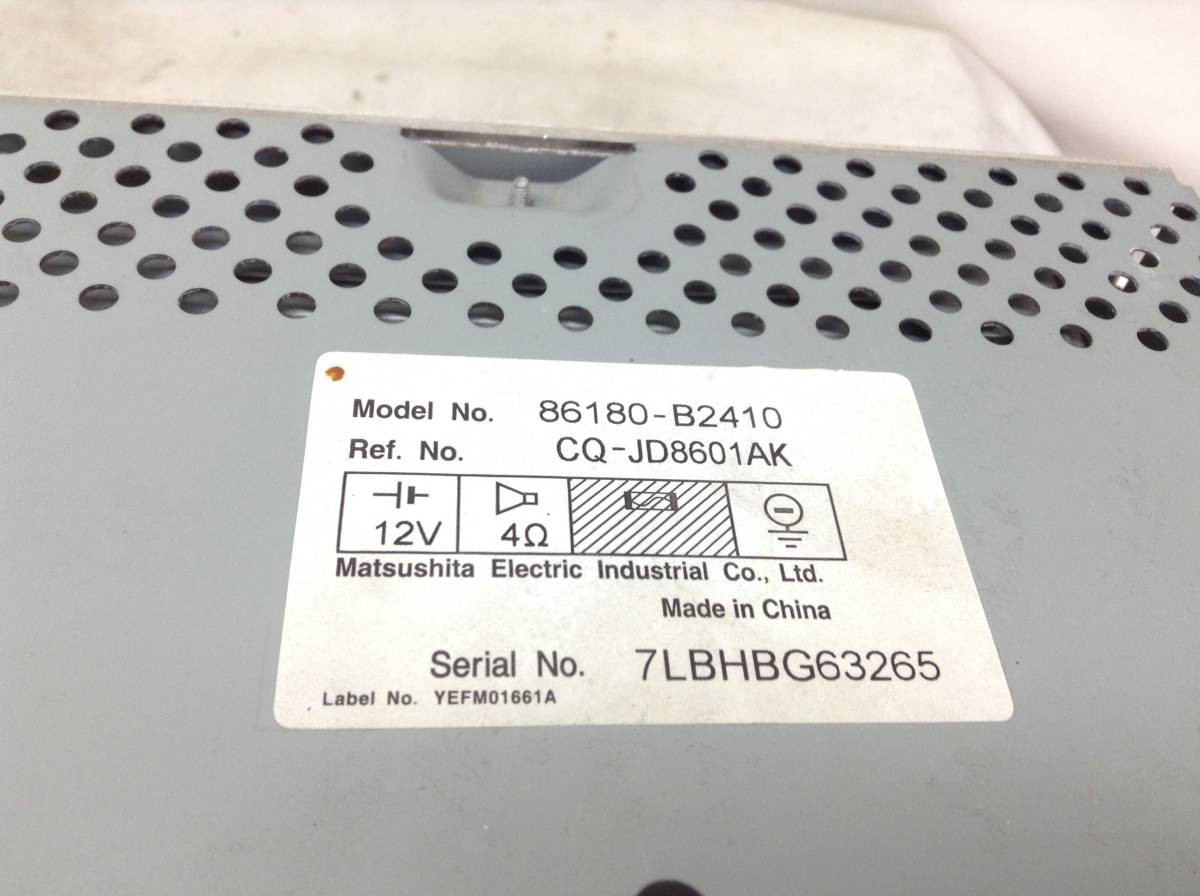 Model No. 86180-B2410
Ref. No. CQ-JD8601AK
12V 4Ω
Matsushita Electric Industrial Co., Ltd.
Made in China
Serial No. 7LBHBG63265
Label No. YEFM01661A